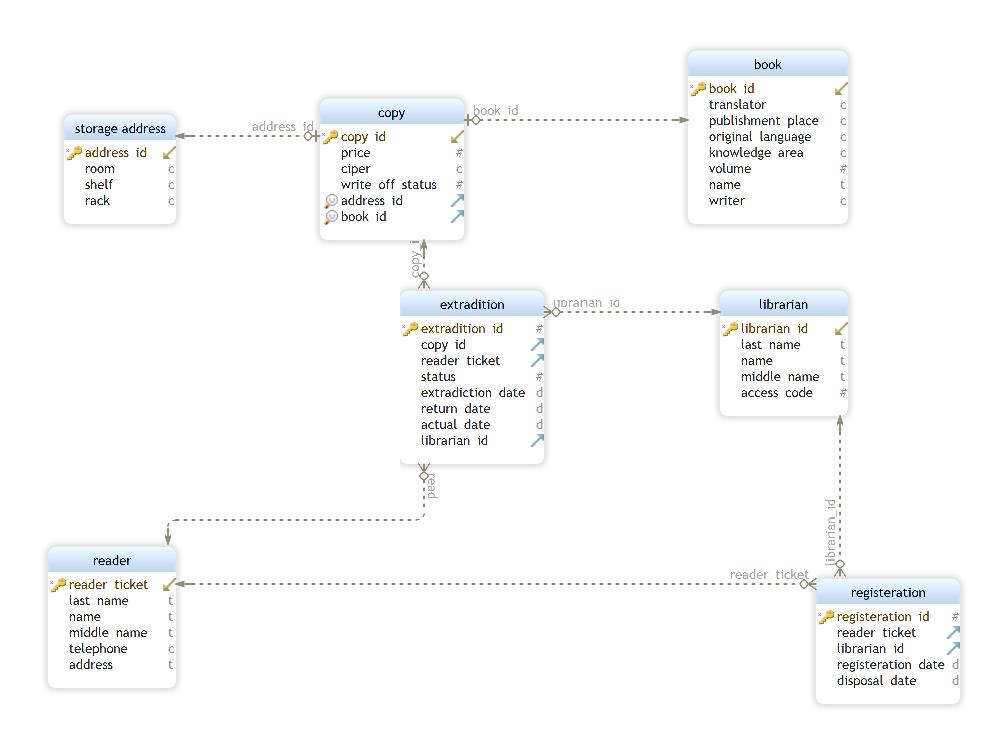 book
book id
translator c
publishment place c
original language c
knowledge area c
volume #
name t
writer c
copy
copy id
price #
ciper c
write off status #
address id
book id
storage address
address id
room c
shelf c
rack c
address id
book id
extradition
extradition id #
copy id
reader ticket
status #
extradiction date d
return date d
actual date d
librarian id
copy i
librarian id
librarian
librarian id
last name t
name t
middle name t
access code #
read
librarian_id
reader
reader ticket
last name t
name t
middle name t
telephone c
address t
reader ticket
registeration
registeration id #
reader ticket
librarian id
registeration date d
disposal date d